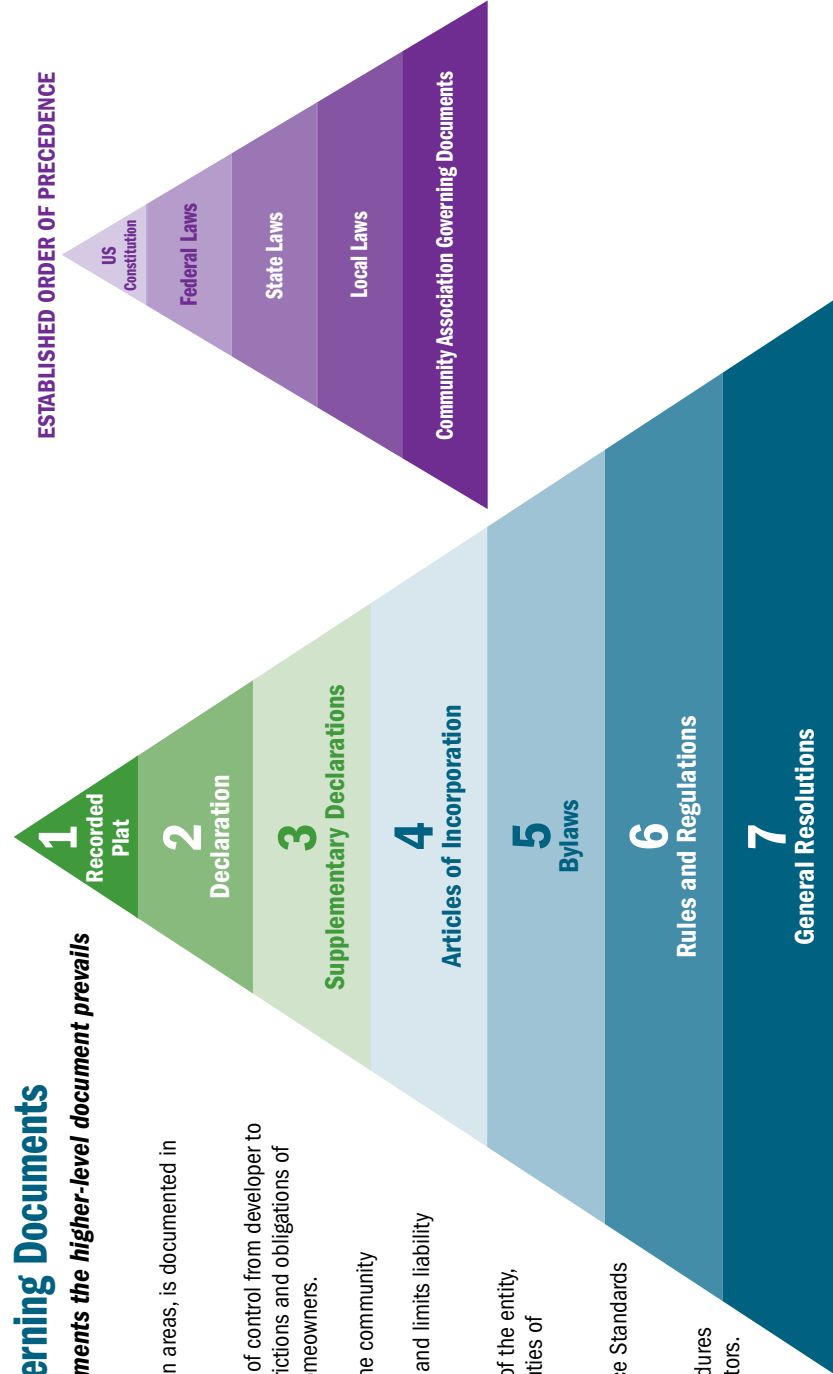 erning Documents
ments the higher-level document prevails
n areas, is documented in
of control from developer to
ictions and obligations of
meowners.
ne community
and limits liability
of the entity,
ities of
ce Standards
dures
tors.
1
Recorded
Plat
2
Declaration
3
Supplementary Declarations
4
Articles of Incorporation
5
Bylaws
6
Rules and Regulations
7
General Resolutions
ESTABLISHED ORDER OF PRECEDENCE
US
Constitution
Federal Laws
State Laws
Local Laws
Community Association Governing Documents